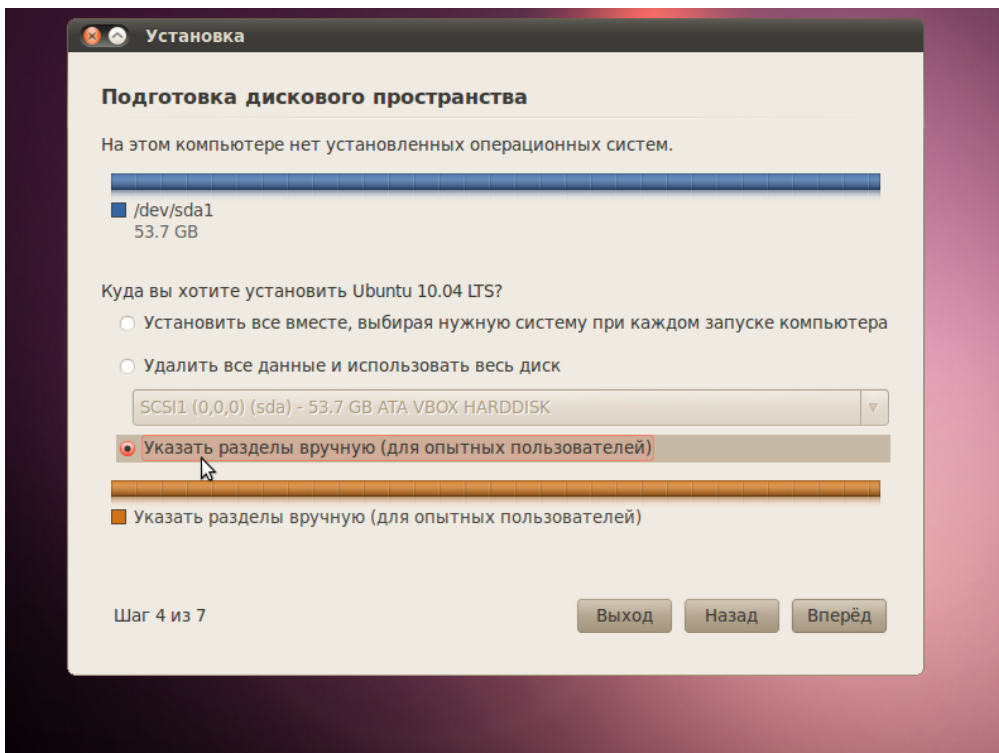 Установка
Подготовка дискового пространства
На этом компьютере нет установленных операционных систем.
/dev/sda1
53.7 GB
Куда вы хотите установить Ubuntu 10.04 LTS?
Установить все вместе, выбирая нужную систему при каждом запуске компьютера
Удалить все данные и использовать весь диск
SCSI1 (0,0,0) (sda) - 53.7 GB ATA VBOX HARDDISK
Указать разделы вручную (для опытных пользователей)
Указать разделы вручную (для опытных пользователей)
Шаг 4 из 7
Выход
Назад
Вперёд